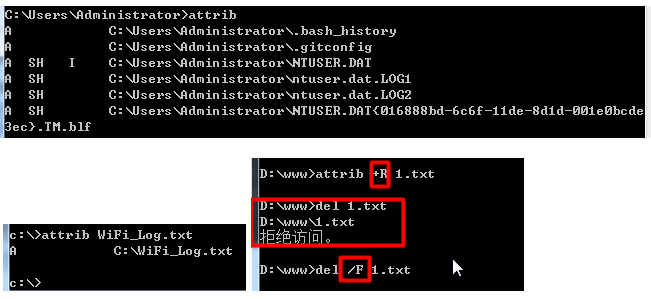 C:\Users\Administrator>attrib
A            C:\Users\Administrator\.bash_history
A            C:\Users\Administrator\.gitconfig
A  SH   I    C:\Users\Administrator\NTUSER.DAT
A  SH        C:\Users\Administrator\ntuser.dat.LOG1
A  SH        C:\Users\Administrator\ntuser.dat.LOG2
A  SH        C:\Users\Administrator\NTUSER.DAT{016888bd-6c6f-11de-8d1d-001e0bcde
3ec}.TM.blf
c:\>attrib WiFi_Log.txt
A            C:\WiFi_Log.txt
c:\>
D:\www>attrib +R 1.txt
D:\www>del 1.txt
D:\www\1.txt
拒绝访问。
D:\www>del /F 1.txt